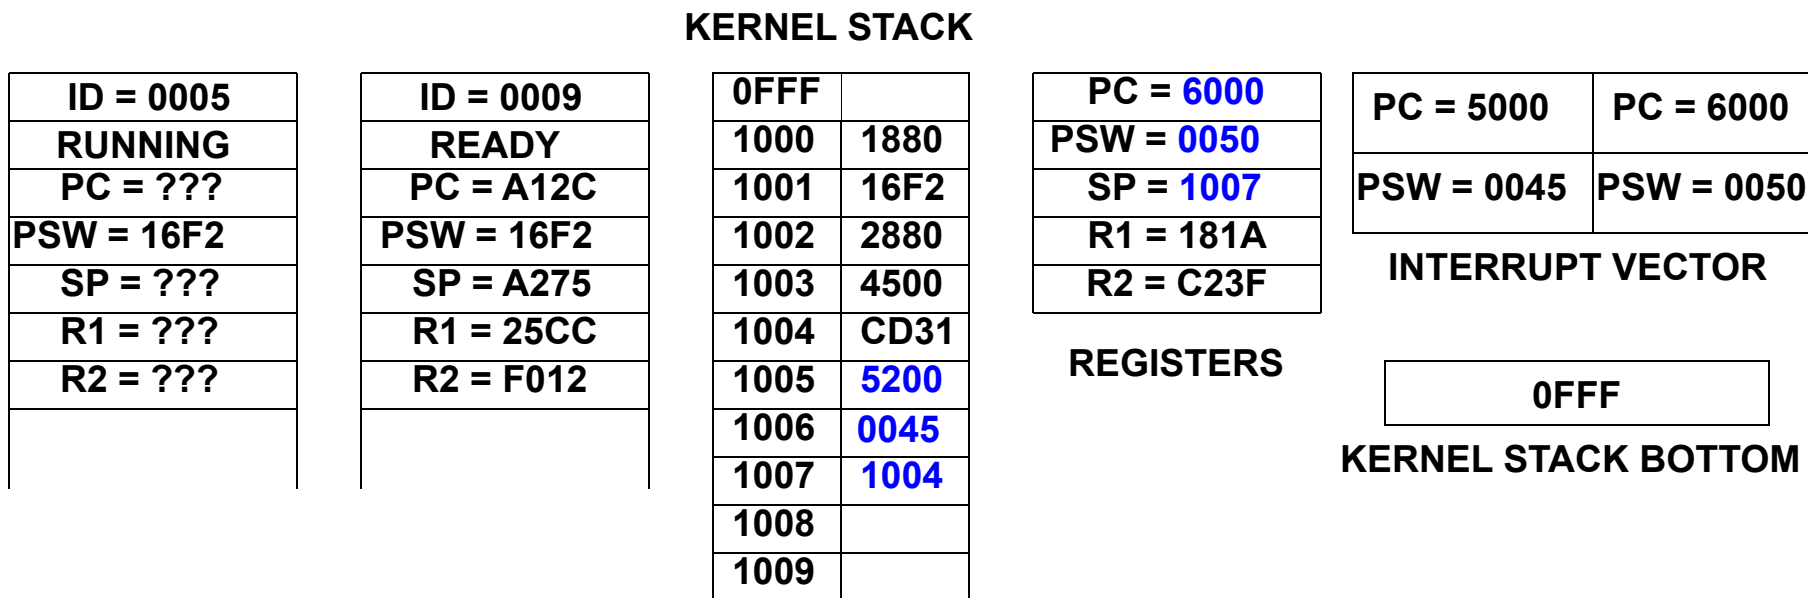 KERNEL STACK
ID = 0005
RUNNING
PC = ???
PSW = 16F2
SP = ???
R1 = ???
R2 = ???
ID = 0009
READY
PC = A12C
PSW = 16F2
SP = A275
R1 = 25CC
R2 = F012
0FFF
1000 1880
1001 16F2
1002 2880
1003 4500
1004 CD31
1005 5200
1006 0045
1007 1004
1008
1009
PC = 6000
PSW = 0050
SP = 1007
R1 = 181A
R2 = C23F
REGISTERS
PC = 5000 PC = 6000
PSW = 0045 PSW = 0050
INTERRUPT VECTOR
0FFF
KERNEL STACK BOTTOM